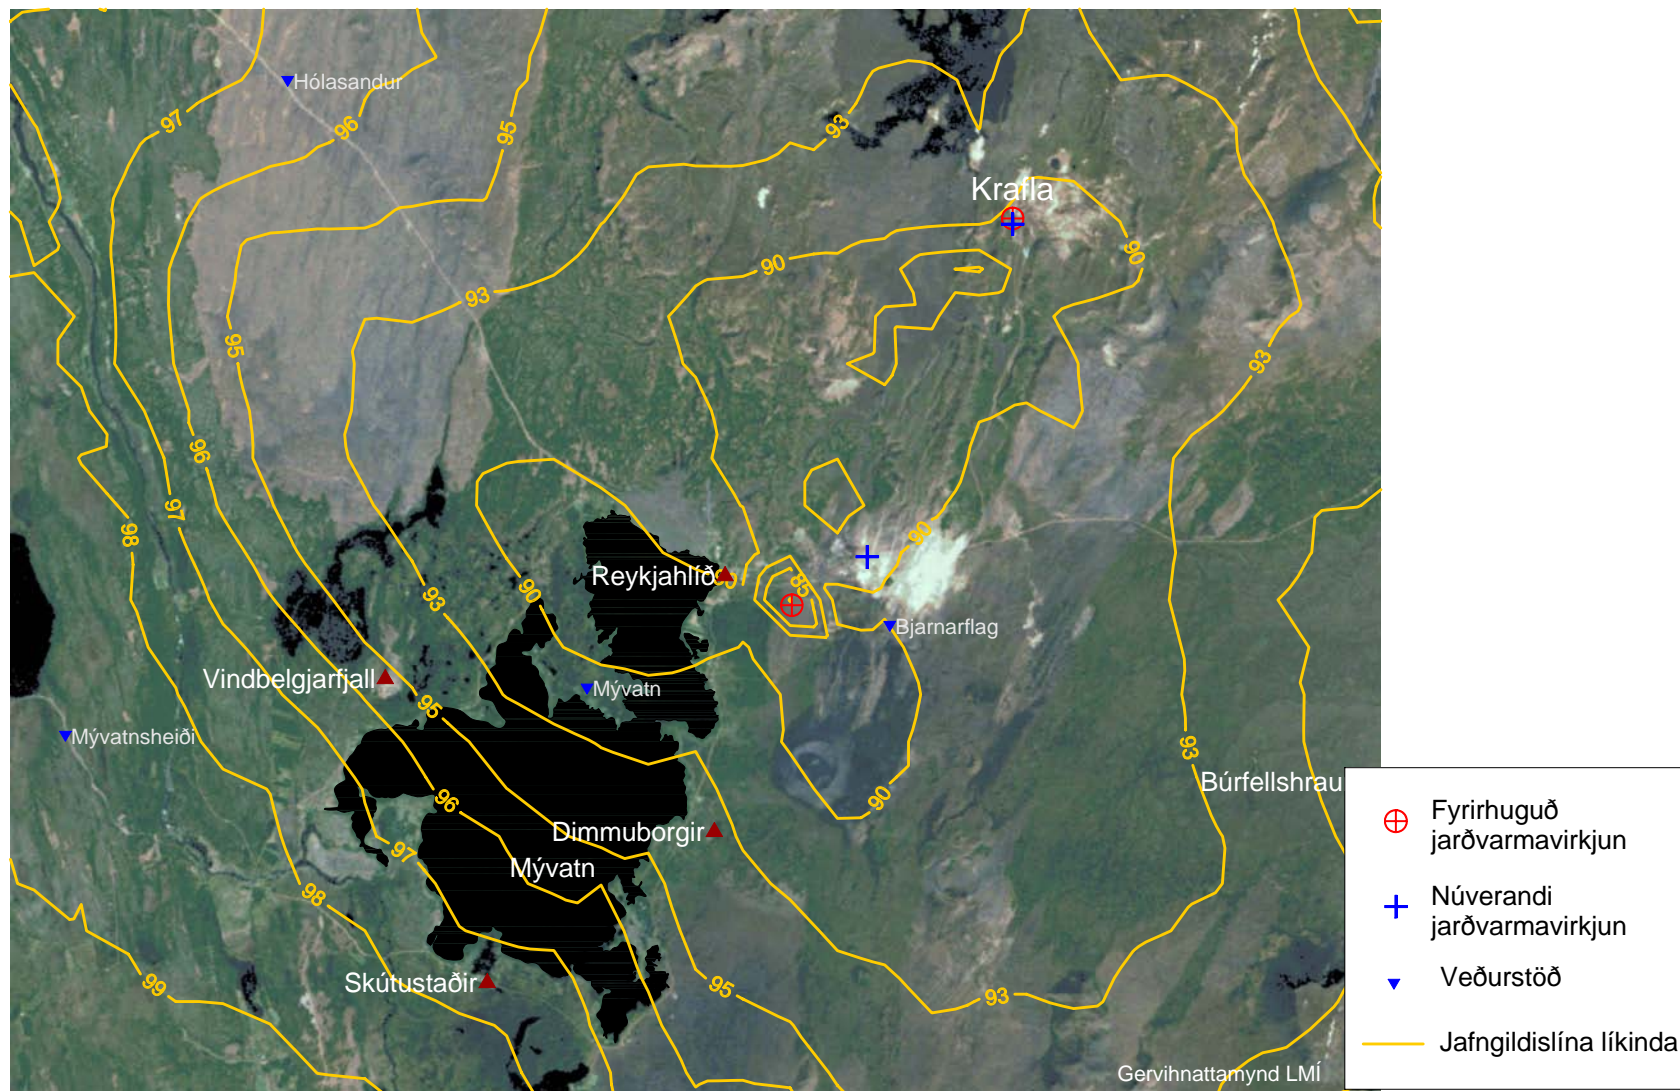 97
96
95
Hólasandur
93
Krafla
90
90
93
95
93
96
97
98
90
Reykjahlíð
90
85
93
90
Bjarnarflag
Vindbelgjarfjall
Mývatn
95
Mývatnsheiði
93
Búrfellshrau
96
90
Dimmuborgir
97
Mývatn
98
Skútustaðir
99
95
93
Gervihnattamynd LMÍ
Fyrirhuguð
jarðvarmavirkjun
Núverandi
jarðvarmavirkjun
Veðurstöð
Jafngildislína líkinda